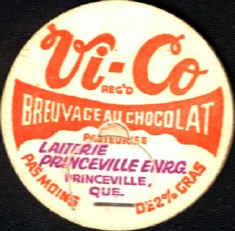 Vi-Co
REG'D
BREUVAGE AU CHOCOLAT
PASTEURISÉ
LAITERIE
PRINCEVILLE ENRG.
PRINCEVILLE,
QUE.
PAS MOINS DE 2% GRAS